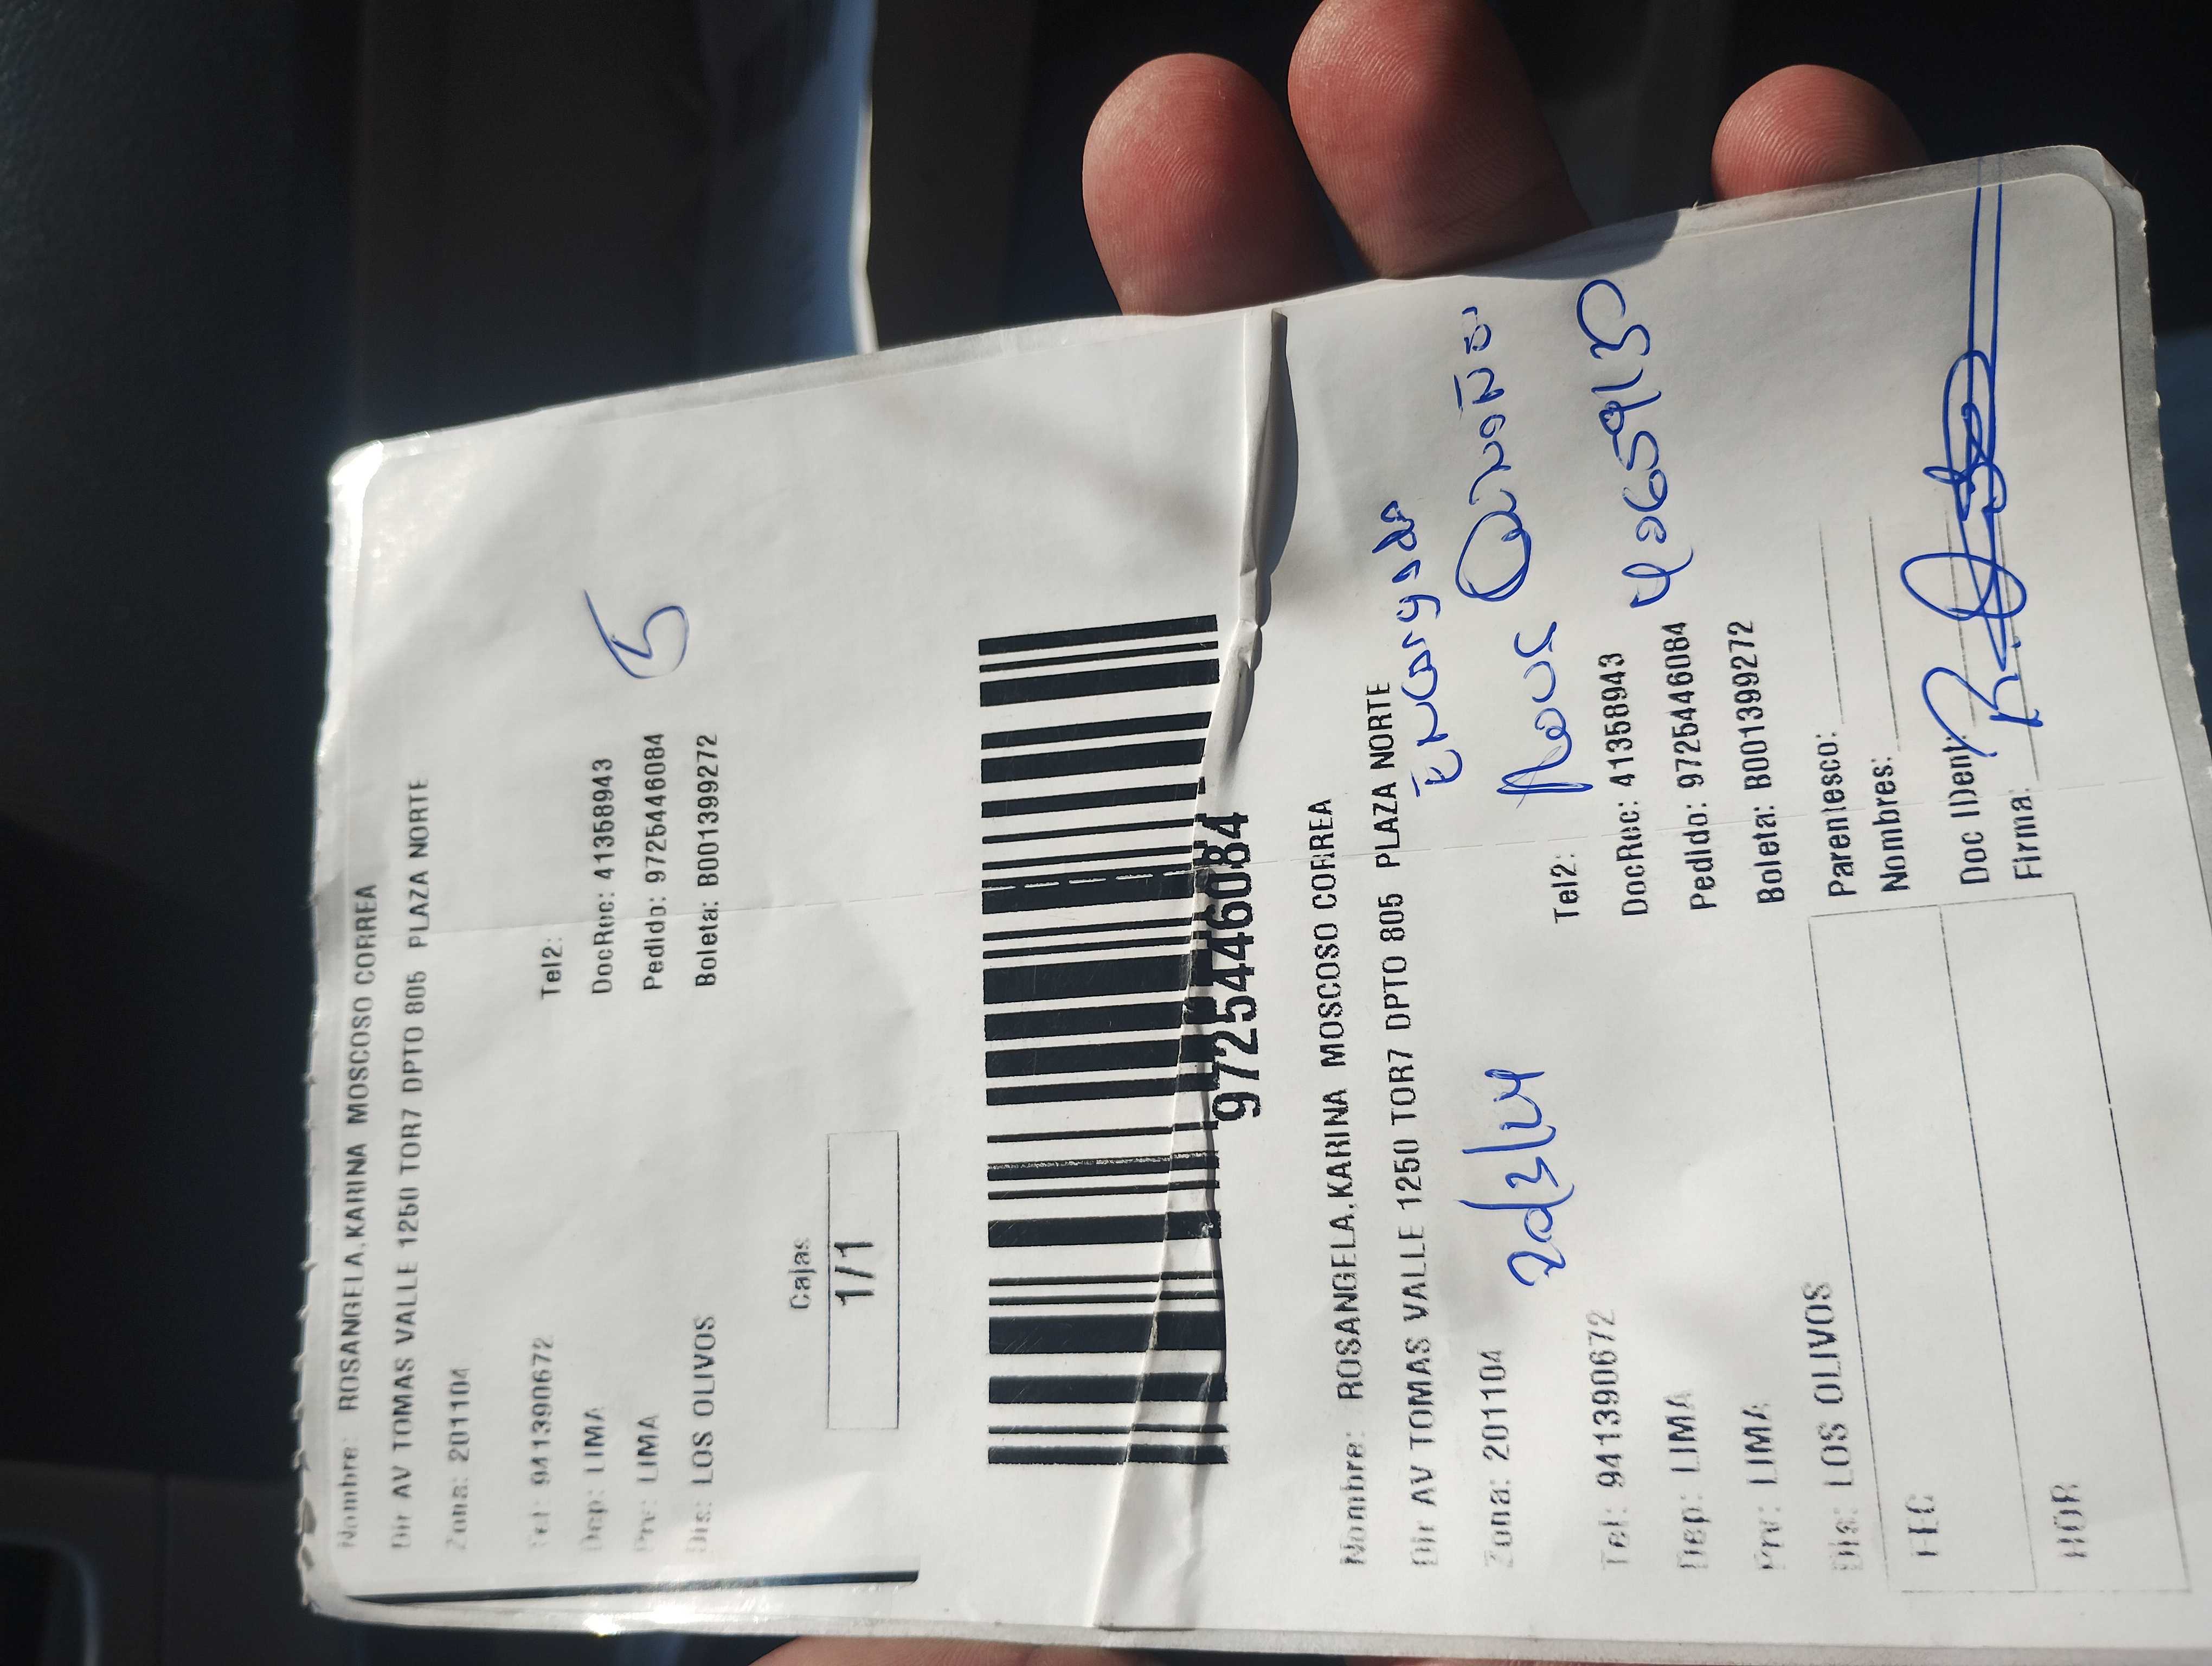 Nombre: ROSANGELA,KARINA MOSCOSO CORREA
Dir AV TOMAS VALLE 1250 TOR7 DPTO 805 PLAZA NORTE
Zona: 201104
Tel: 941390672 Tel2:
Dep: LIMA DocRec: 41358943
Prv: LIMA Pedido: 9725446084
Dis: LOS OLIVOS Boleta: B001399272
5
Cajas
1/1
9725446084
Nombre: ROSANGELA,KARINA MOSCOSO CORREA
Dir AV TOMAS VALLE 1250 TOR7 DPTO 805 PLAZA NORTE
Encargado
Zona: 201104
Tel: 941390672 Tel2:
Dep: LIMA DocRec: 41358943
Prv: LIMA Pedido: 9725446084
Dis: LOS OLIVOS Boleta: B001399272
FEC Parentesco:
Nombres:
HOR Doc IDent:
Firma: